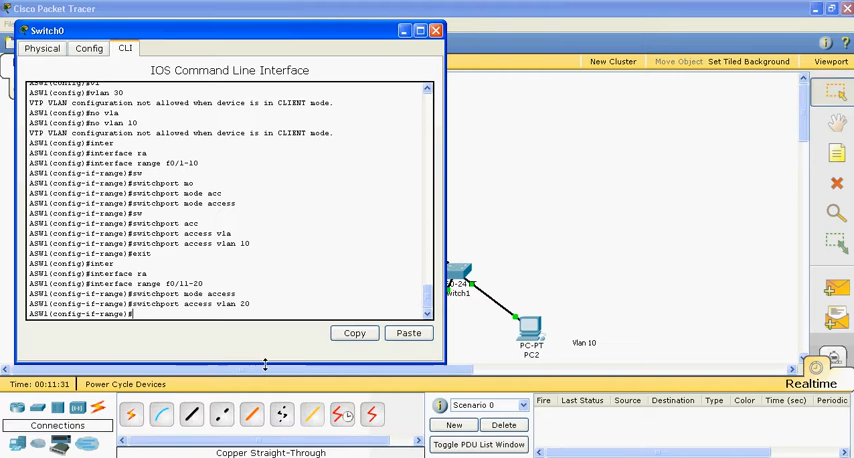 Cisco Packet Tracer
Switch0
Physical
Config
CLI
IOS Command Line Interface
ASW1(config)#vlan 30
VTP VLAN configuration not allowed when device is in CLIENT mode.
ASW1(config)#no vla
ASW1(config)#no vlan 10
VTP VLAN configuration not allowed when device is in CLIENT mode.
ASW1(config)#inter
ASW1(config)#interface ra
ASW1(config)#interface range f0/1-10
ASW1(config-if-range)#sw
ASW1(config-if-range)#switchport mo
ASW1(config-if-range)#switchport mode acc
ASW1(config-if-range)#switchport mode access
ASW1(config-if-range)#sw
ASW1(config-if-range)#switchport acc
ASW1(config-if-range)#switchport access vla
ASW1(config-if-range)#switchport access vlan 10
ASW1(config-if-range)#exit
ASW1(config)#inter
ASW1(config)#interface ra
ASW1(config)#interface range f0/11-20
ASW1(config-if-range)#switchport mode access
ASW1(config-if-range)#switchport access vlan 20
ASW1(config-if-range)#
Copy
Paste
New Cluster
Move Object
Set Tiled Background
Viewport
0-24
witch1
PC-PT
PC2
Vlan 10
Time: 00:11:31
Power Cycle Devices
Realtime
Connections
Copper Straight-Through
Scenario 0
New
Delete
Toggle PDU List Window
Fire
Last Status
Source
Destination
Type
Color
Time (sec)
Periodic